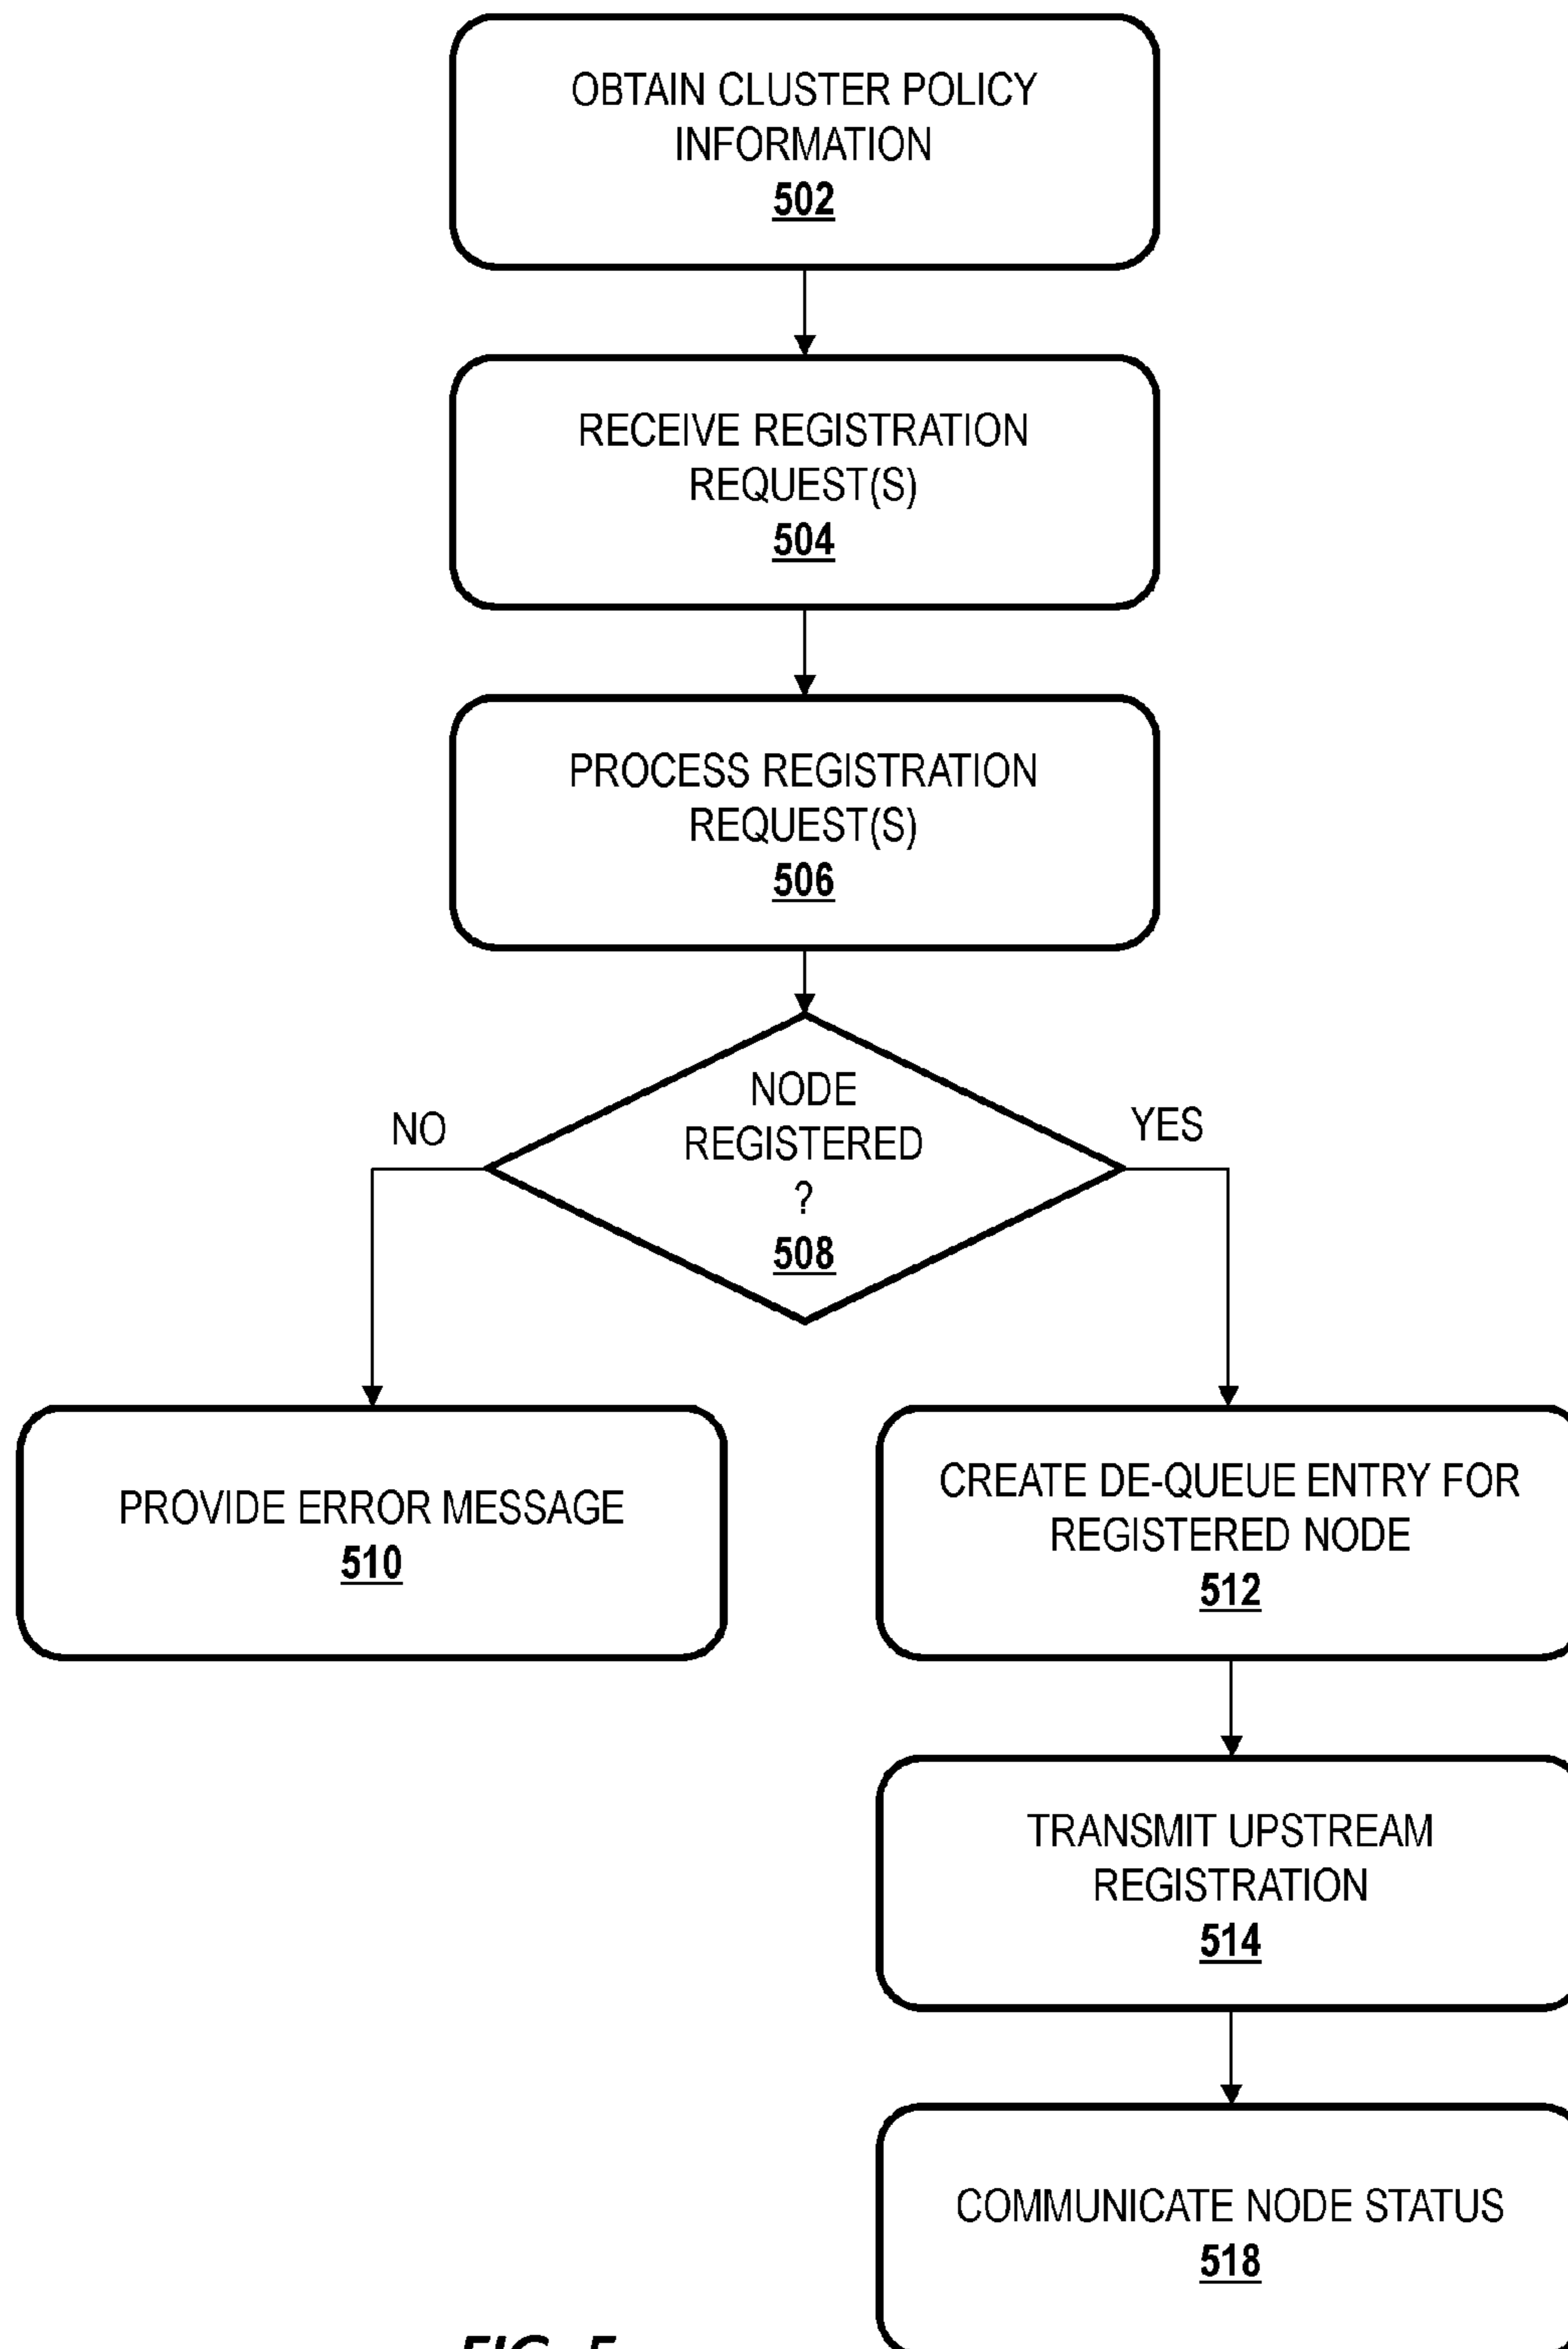 OBTAIN CLUSTER POLICY
INFORMATION
502
RECEIVE REGISTRATION
REQUEST(S)
504
PROCESS REGISTRATION
REQUEST(S)
506
NODE
REGISTERED
?
508
NO
YES
PROVIDE ERROR MESSAGE
510
CREATE DE-QUEUE ENTRY FOR
REGISTERED NODE
512
TRANSMIT UPSTREAM
REGISTRATION
514
COMMUNICATE NODE STATUS
518
FIG. 5